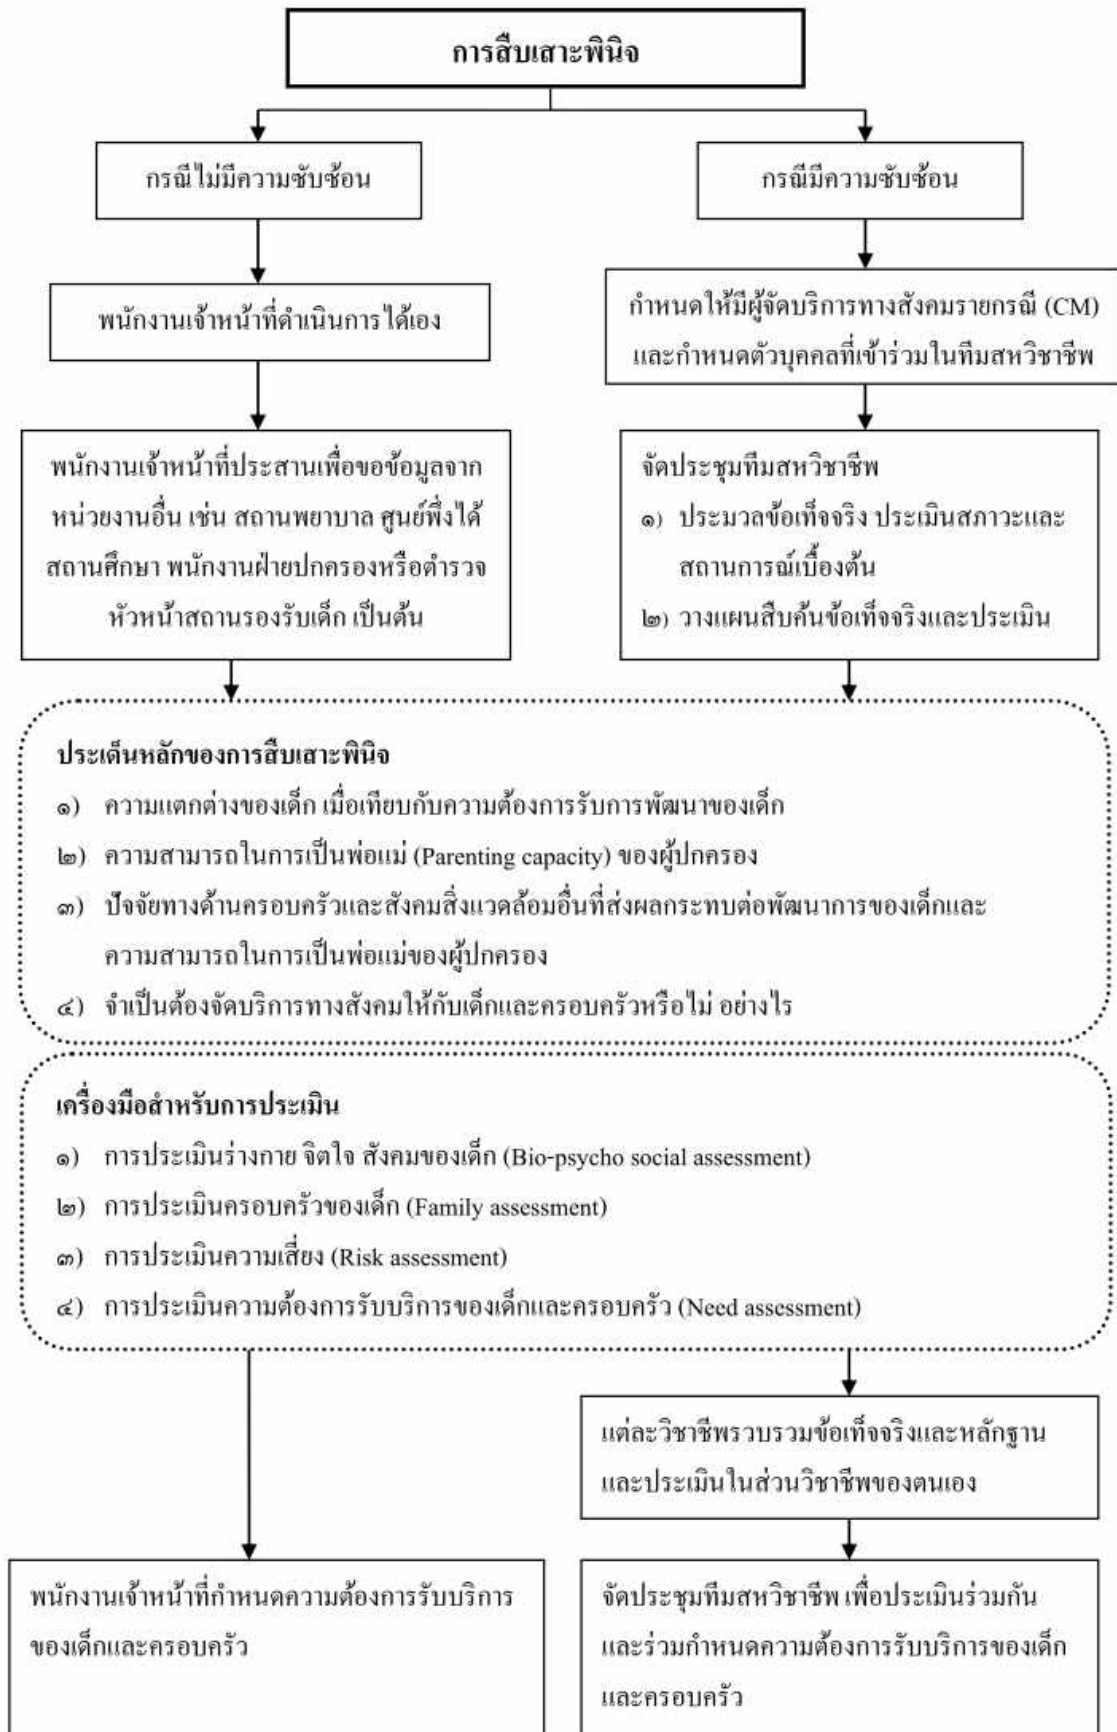 การสืบเสาะพินิจ
กรณีไม่มีความซับซ้อน
กรณีมีความซับซ้อน
พนักงานเจ้าหน้าที่ดำเนินการได้เอง
กำหนดให้มีผู้จัดบริการทางสังคมรายกรณี (CM)
และกำหนดตัวบุคคลที่เข้าร่วมในทีมสหวิชาชีพ
พนักงานเจ้าหน้าที่ประสานเพื่อขอข้อมูลจาก
หน่วยงานอื่น เช่น สถานพยาบาล ศูนย์พึ่งได้
สถานศึกษา พนักงานฝ่ายปกครองหรือตำรวจ
หัวหน้าสถานรองรับเด็ก เป็นต้น
จัดประชุมทีมสหวิชาชีพ
๑) ประมวลข้อเท็จจริง ประเมินสภาวะและ
สถานการณ์เบื้องต้น
๒) วางแผนสืบค้นข้อเท็จจริงและประเมิน
ประเด็นหลักของการสืบเสาะพินิจ
๑) ความแตกต่างของเด็ก เมื่อเทียบกับความต้องการรับการพัฒนาของเด็ก
๒) ความสามารถในการเป็นพ่อแม่ (Parenting capacity) ของผู้ปกครอง
๓) ปัจจัยทางด้านครอบครัวและสังคมสิ่งแวดล้อมอื่นที่ส่งผลกระทบต่อพัฒนาการของเด็กและ
ความสามารถในการเป็นพ่อแม่ของผู้ปกครอง
๔) จำเป็นต้องจัดบริการทางสังคมให้กับเด็กและครอบครัวหรือไม่ อย่างไร
เครื่องมือสำหรับการประเมิน
๑) การประเมินร่างกาย จิตใจ สังคมของเด็ก (Bio-psycho social assessment)
๒) การประเมินครอบครัวของเด็ก (Family assessment)
๓) การประเมินความเสี่ยง (Risk assessment)
๔) การประเมินความต้องการรับบริการของเด็กและครอบครัว (Need assessment)
แต่ละวิชาชีพรวบรวมข้อเท็จจริงและหลักฐาน
และประเมินในส่วนวิชาชีพของตนเอง
พนักงานเจ้าหน้าที่กำหนดความต้องการรับบริการ
ของเด็กและครอบครัว
จัดประชุมทีมสหวิชาชีพ เพื่อประเมินร่วมกัน
และร่วมกำหนดความต้องการรับบริการของเด็ก
และครอบครัว